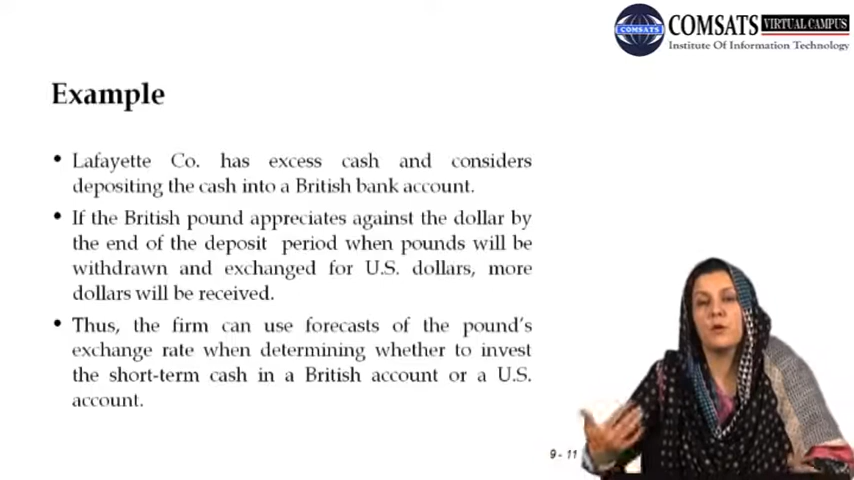 COMSATS VIRTUAL CAMPUS
COMSATS
Institute Of Information Technology
Example
• Lafayette Co. has excess cash and considers
depositing the cash into a British bank account.
• If the British pound appreciates against the dollar by
the end of the deposit period when pounds will be
withdrawn and exchanged for U.S. dollars, more
dollars will be received.
• Thus, the firm can use forecasts of the pound's
exchange rate when determining whether to invest
the short-term cash in a British account or a U.S.
account.
9 - 11